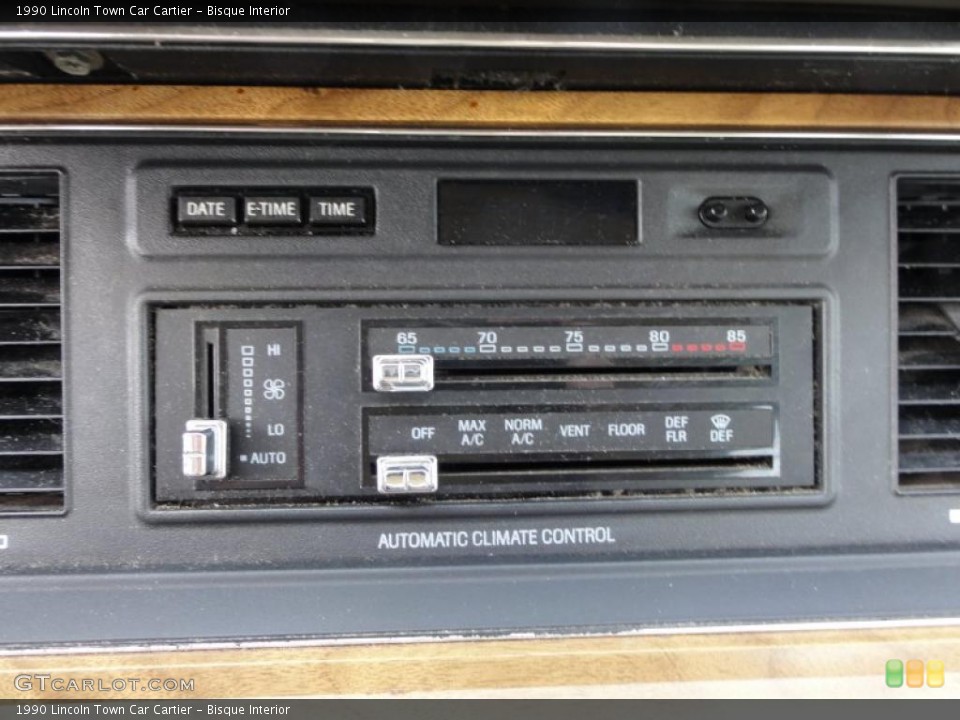 1990 Lincoln Town Car Cartier - Bisque Interior
DATE E-TIME TIME
65 70 75 80 85
HI
LO
AUTO
OFF MAX A/C NORM A/C VENT FLOOR DEF FLR DEF
AUTOMATIC CLIMATE CONTROL
GTCARLOT.COM
1990 Lincoln Town Car Cartier - Bisque Interior